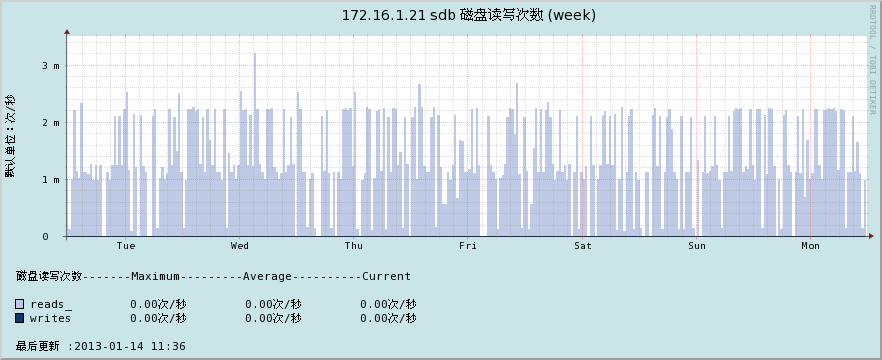 172.16.1.21 sdb 磁盘读写次数 (week)
RRDTOOL / TOBI OETIKER
默认单位：次/秒
3 m
2 m
1 m
0
Tue Wed Thu Fri Sat Sun Mon
磁盘读写次数-------Maximum---------Average----------Current
reads_ 0.00次/秒 0.00次/秒 0.00次/秒
writes 0.00次/秒 0.00次/秒 0.00次/秒
最后更新 :2013-01-14 11:36